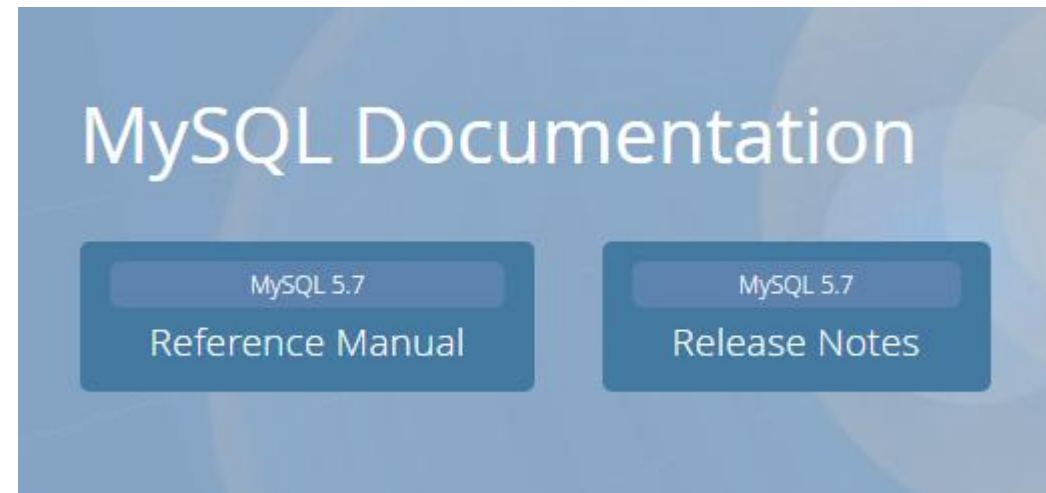 MySQL Documentation
MySQL 5.7
Reference Manual
MySQL 5.7
Release Notes